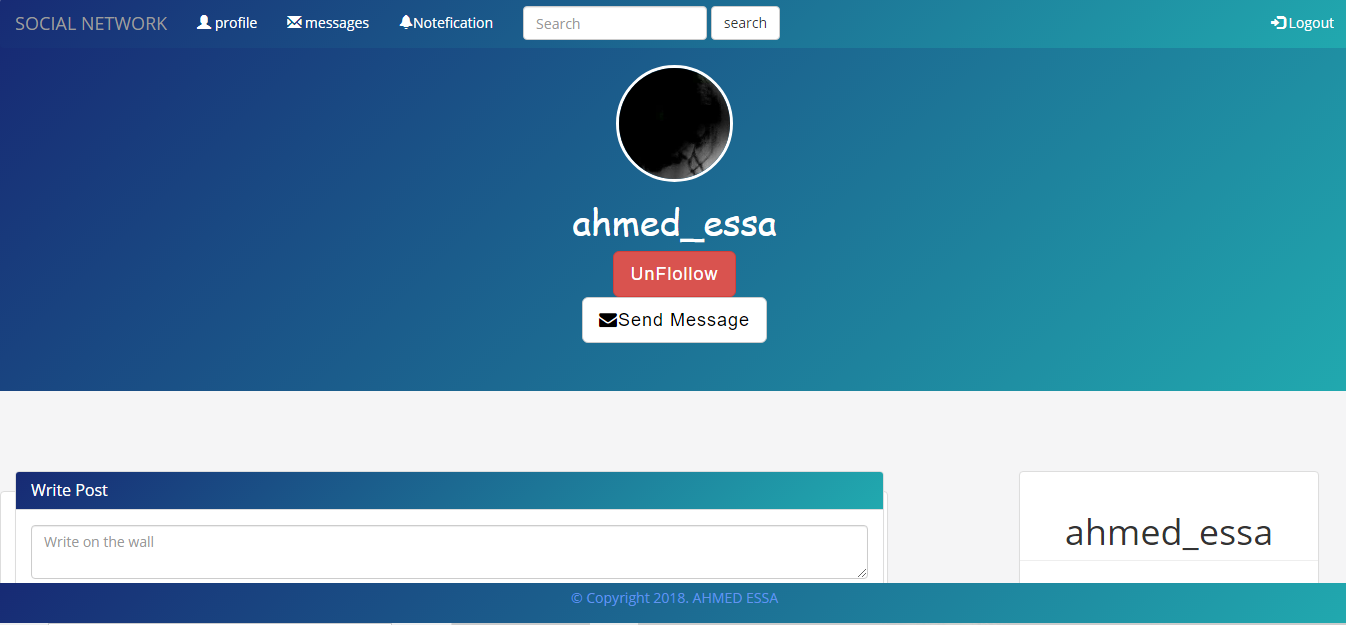 SOCIAL NETWORK profile messages Notefication Search search Logout
ahmed_essa
UnFlollow
Send Message
Write Post
Write on the wall
ahmed_essa
© Copyright 2018. AHMED ESSA